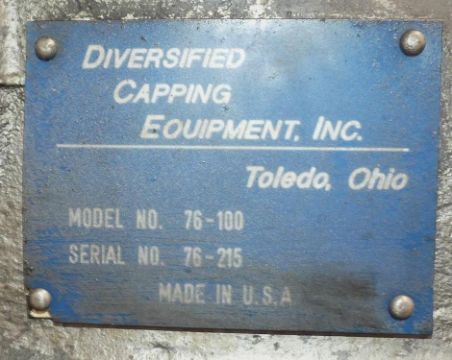 DIVERSIFIED
CAPPING
EQUIPMENT, INC.
Toledo, Ohio
MODEL NO. 76-100
SERIAL NO. 76-215
MADE IN U.S.A